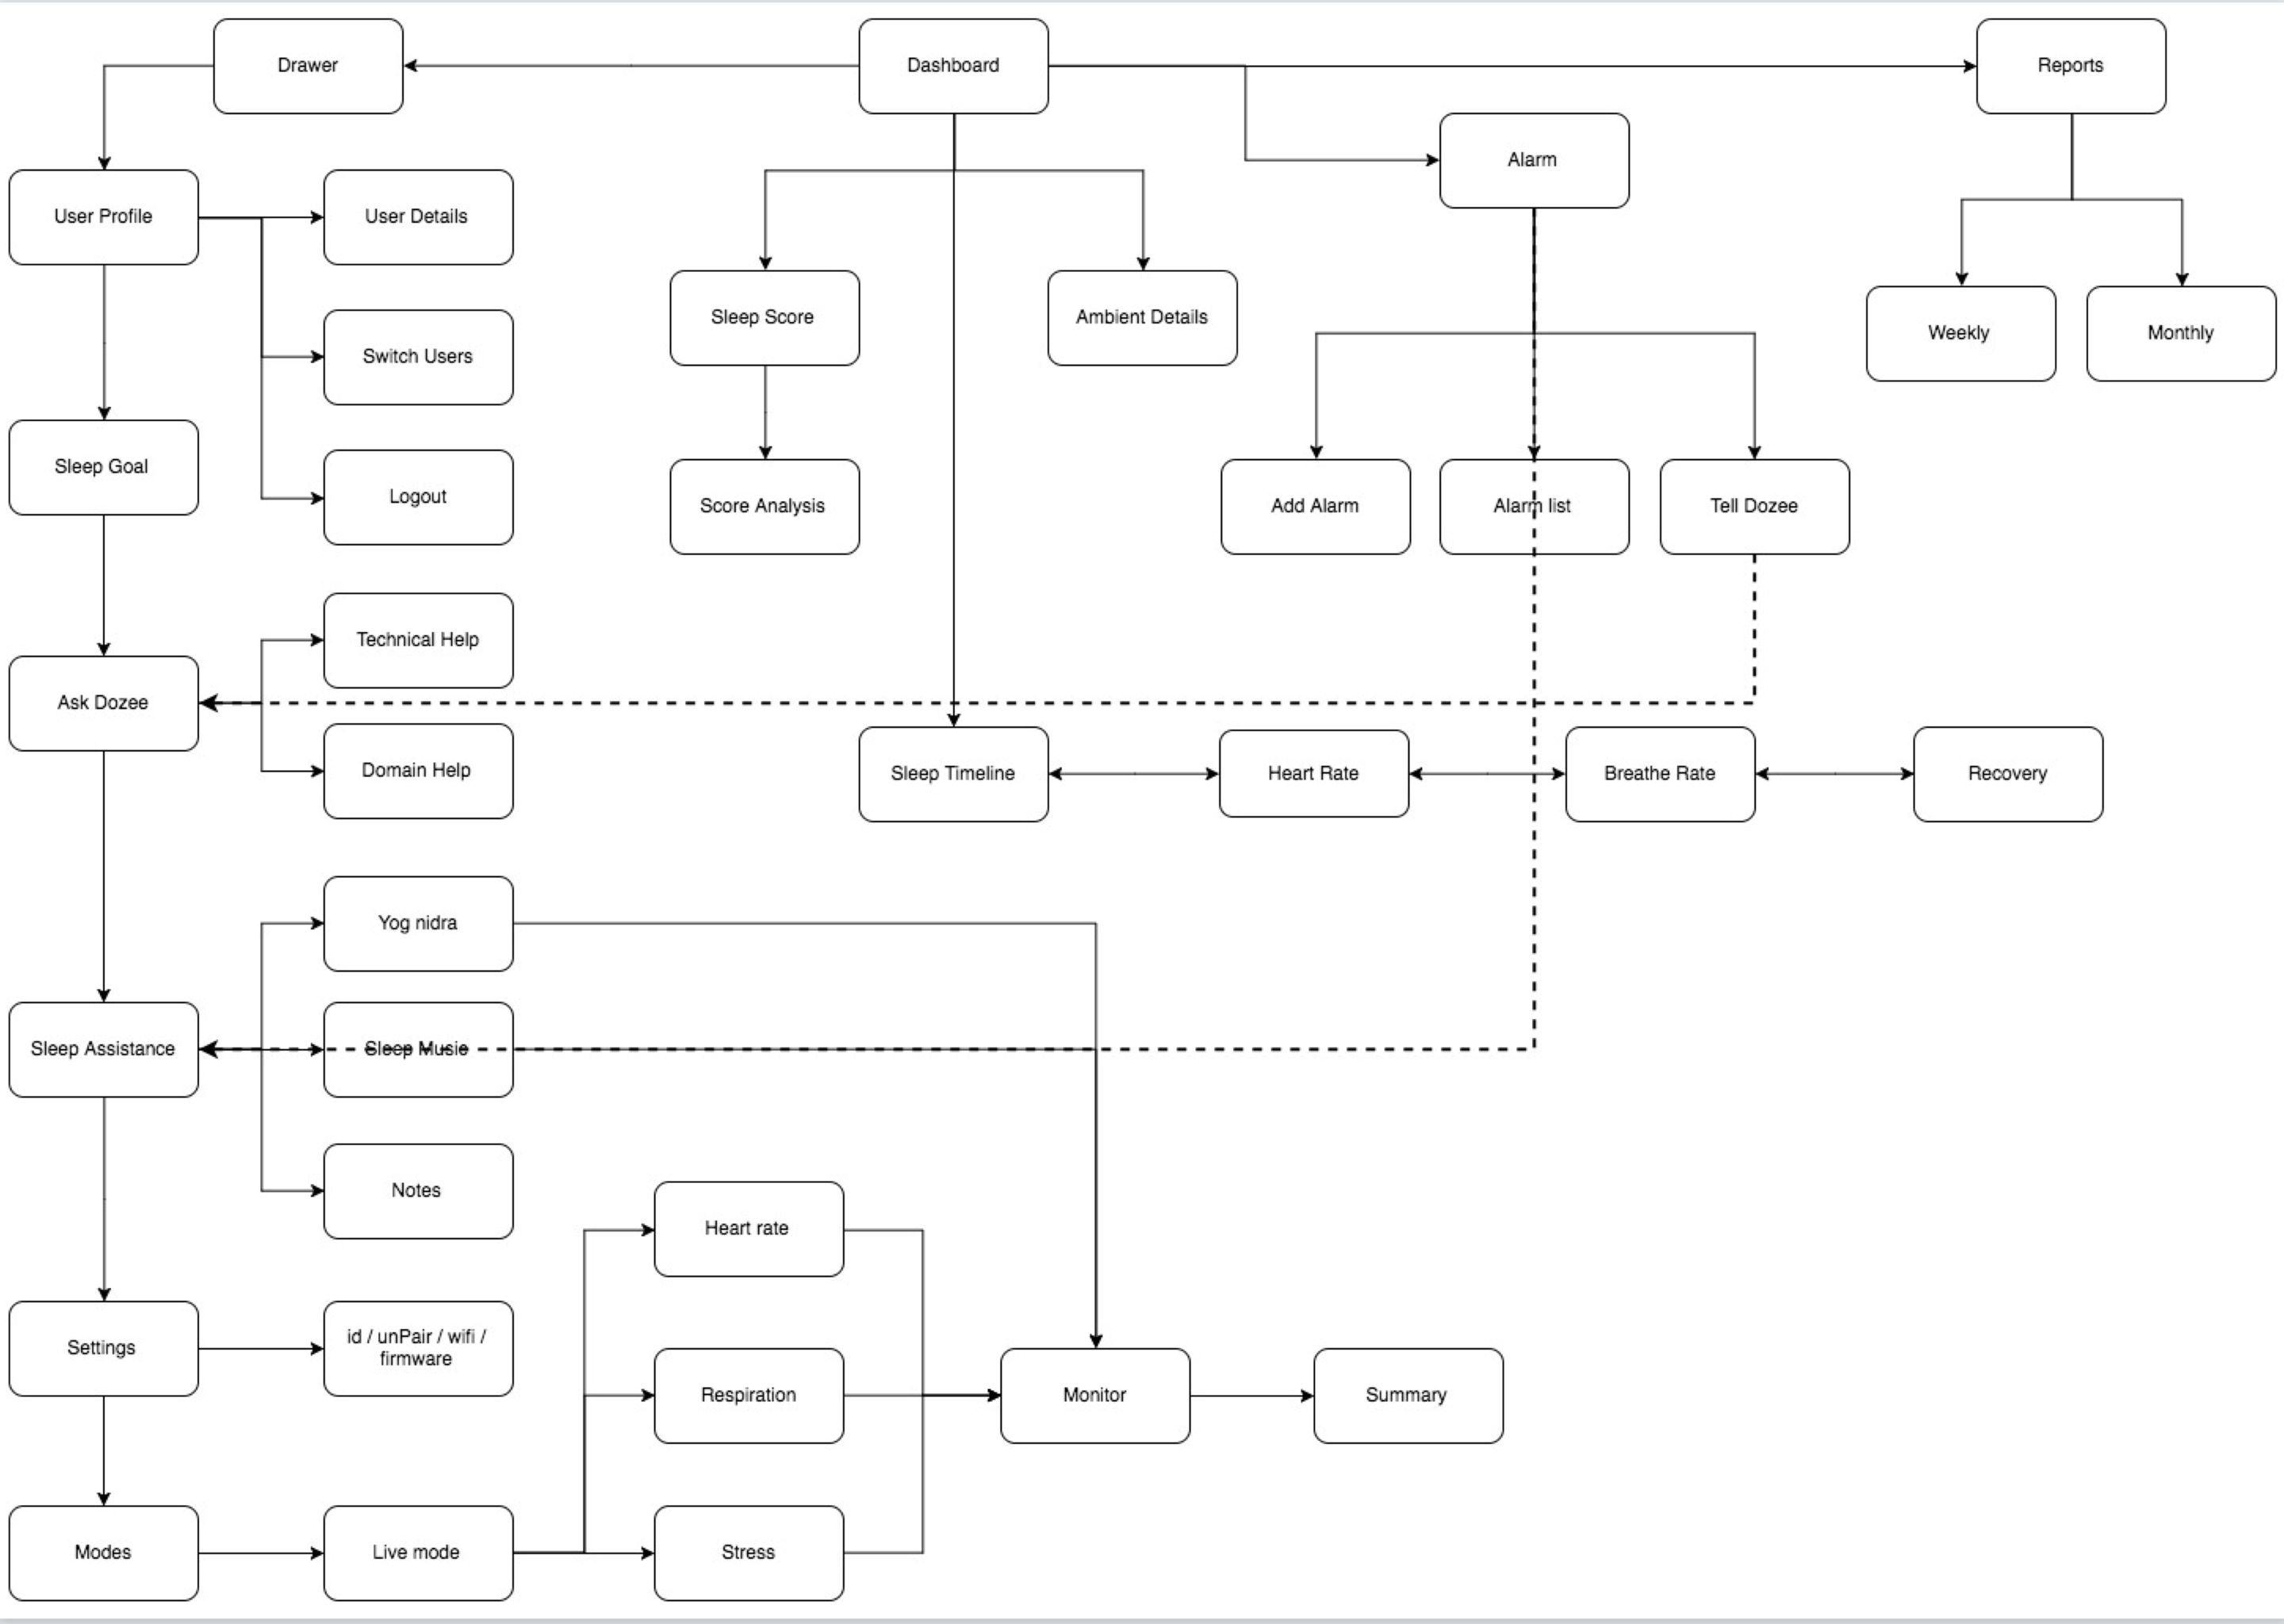 Drawer
Dashboard
Reports
Alarm
User Profile
User Details
Sleep Score
Ambient Details
Weekly
Monthly
Switch Users
Sleep Goal
Logout
Score Analysis
Add Alarm
Alarm list
Tell Dozee
Technical Help
Ask Dozee
Domain Help
Sleep Timeline
Heart Rate
Breathe Rate
Recovery
Yog nidra
Sleep Assistance
Sleep Music
Notes
Heart rate
Settings
id / unPair / wifi /
firmware
Respiration
Monitor
Summary
Modes
Live mode
Stress